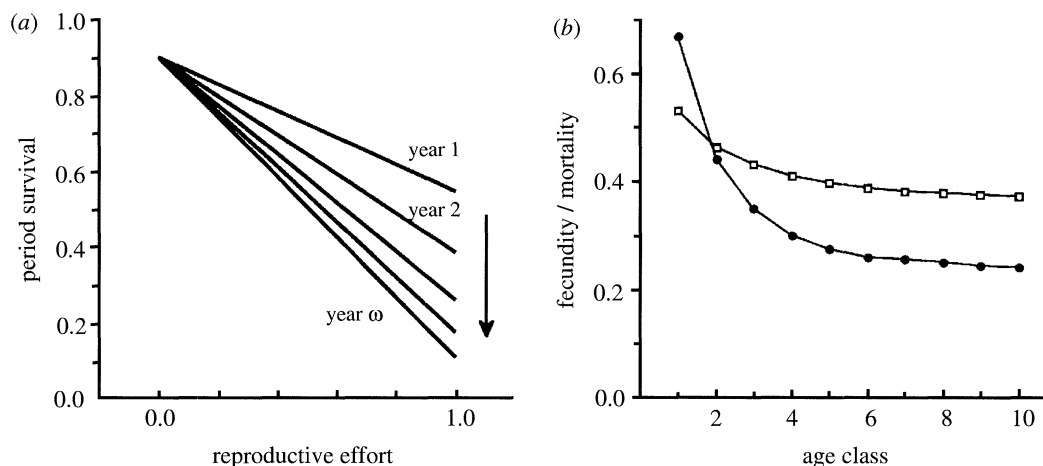 (a)
1.0
0.8
0.6
0.4
0.2
0.0
period survival
year 1
year 2
year ω
0.0
1.0
reproductive effort
(b)
0.6
0.4
0.2
0.0
fecundity / mortality
2
4
6
8
10
age class